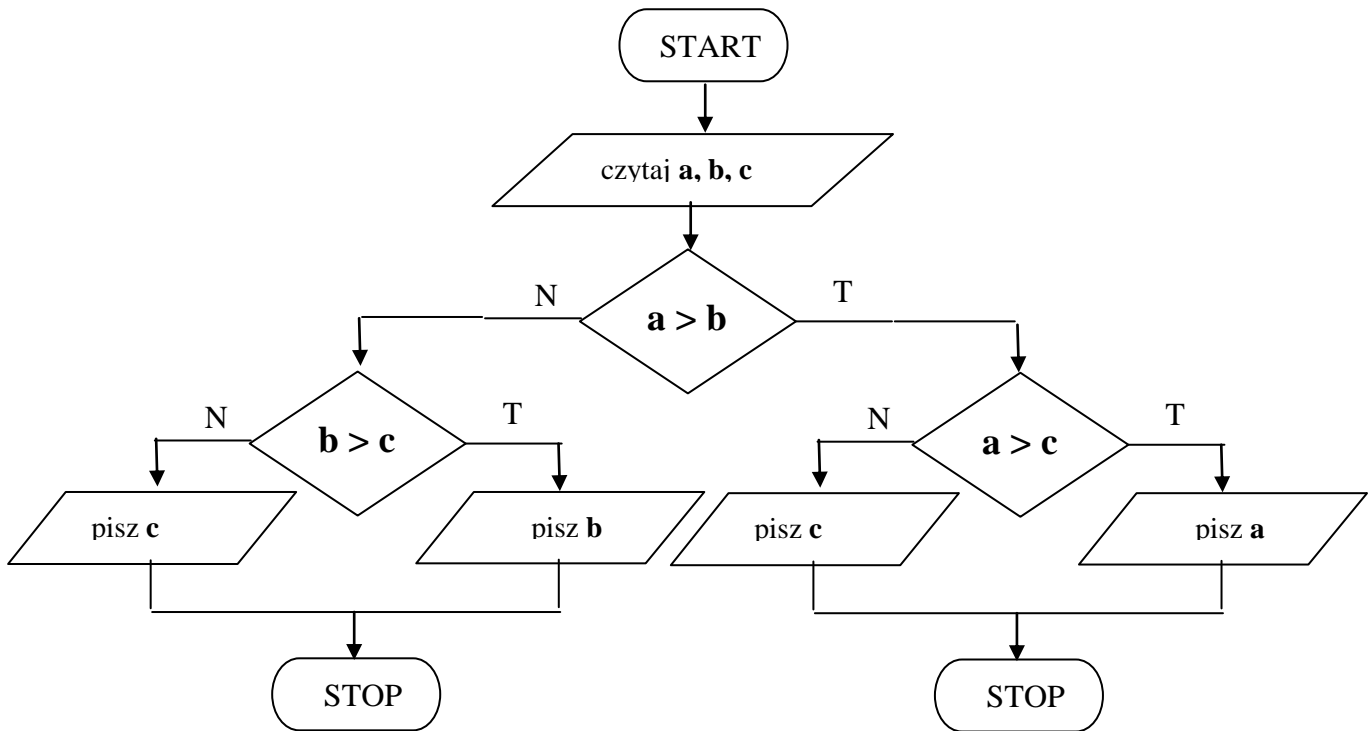 START
czytaj a, b, c
N
T
a > b
N
T
b > c
N
T
a > c
pisz c
pisz b
pisz c
pisz a
STOP
STOP